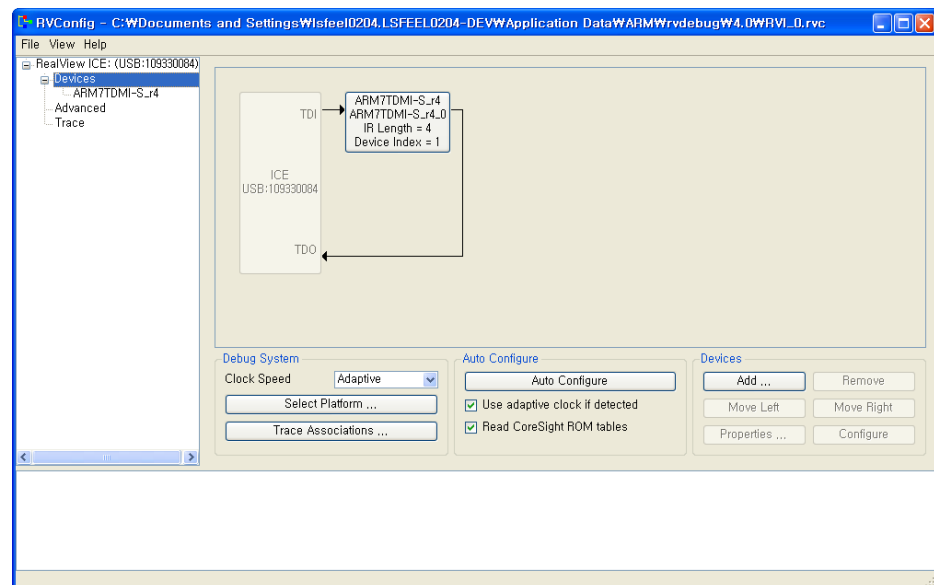 RVConfig - C:₩Documents and Settings₩lsfeel0204.LSFEEL0204-DEV₩Application Data₩ARM₩rvdebug₩4.0₩RVI_0.rvc
File View Help
RealView ICE: (USB:109330084)
Devices
ARM7TDMI-S_r4
Advanced
Trace
TDI
ICE
USB:109330084
TDO
ARM7TDMI-S_r4
ARM7TDMI-S_r4_0
IR Length = 4
Device Index = 1
Debug System
Clock Speed Adaptive
Select Platform ...
Trace Associations ...
Auto Configure
Auto Configure
Use adaptive clock if detected
Read CoreSight ROM tables
Devices
Add ... Remove
Move Left Move Right
Properties ... Configure